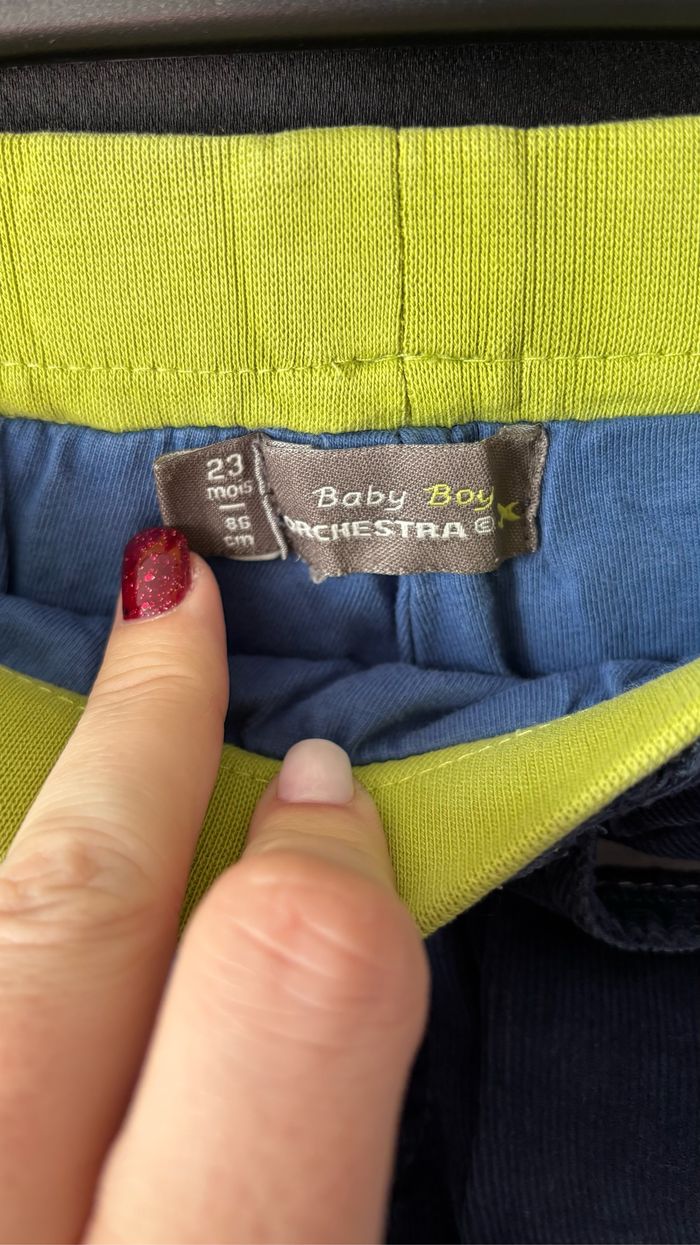 23
mois
86
cm
Baby Boy
ORCHESTRA ©